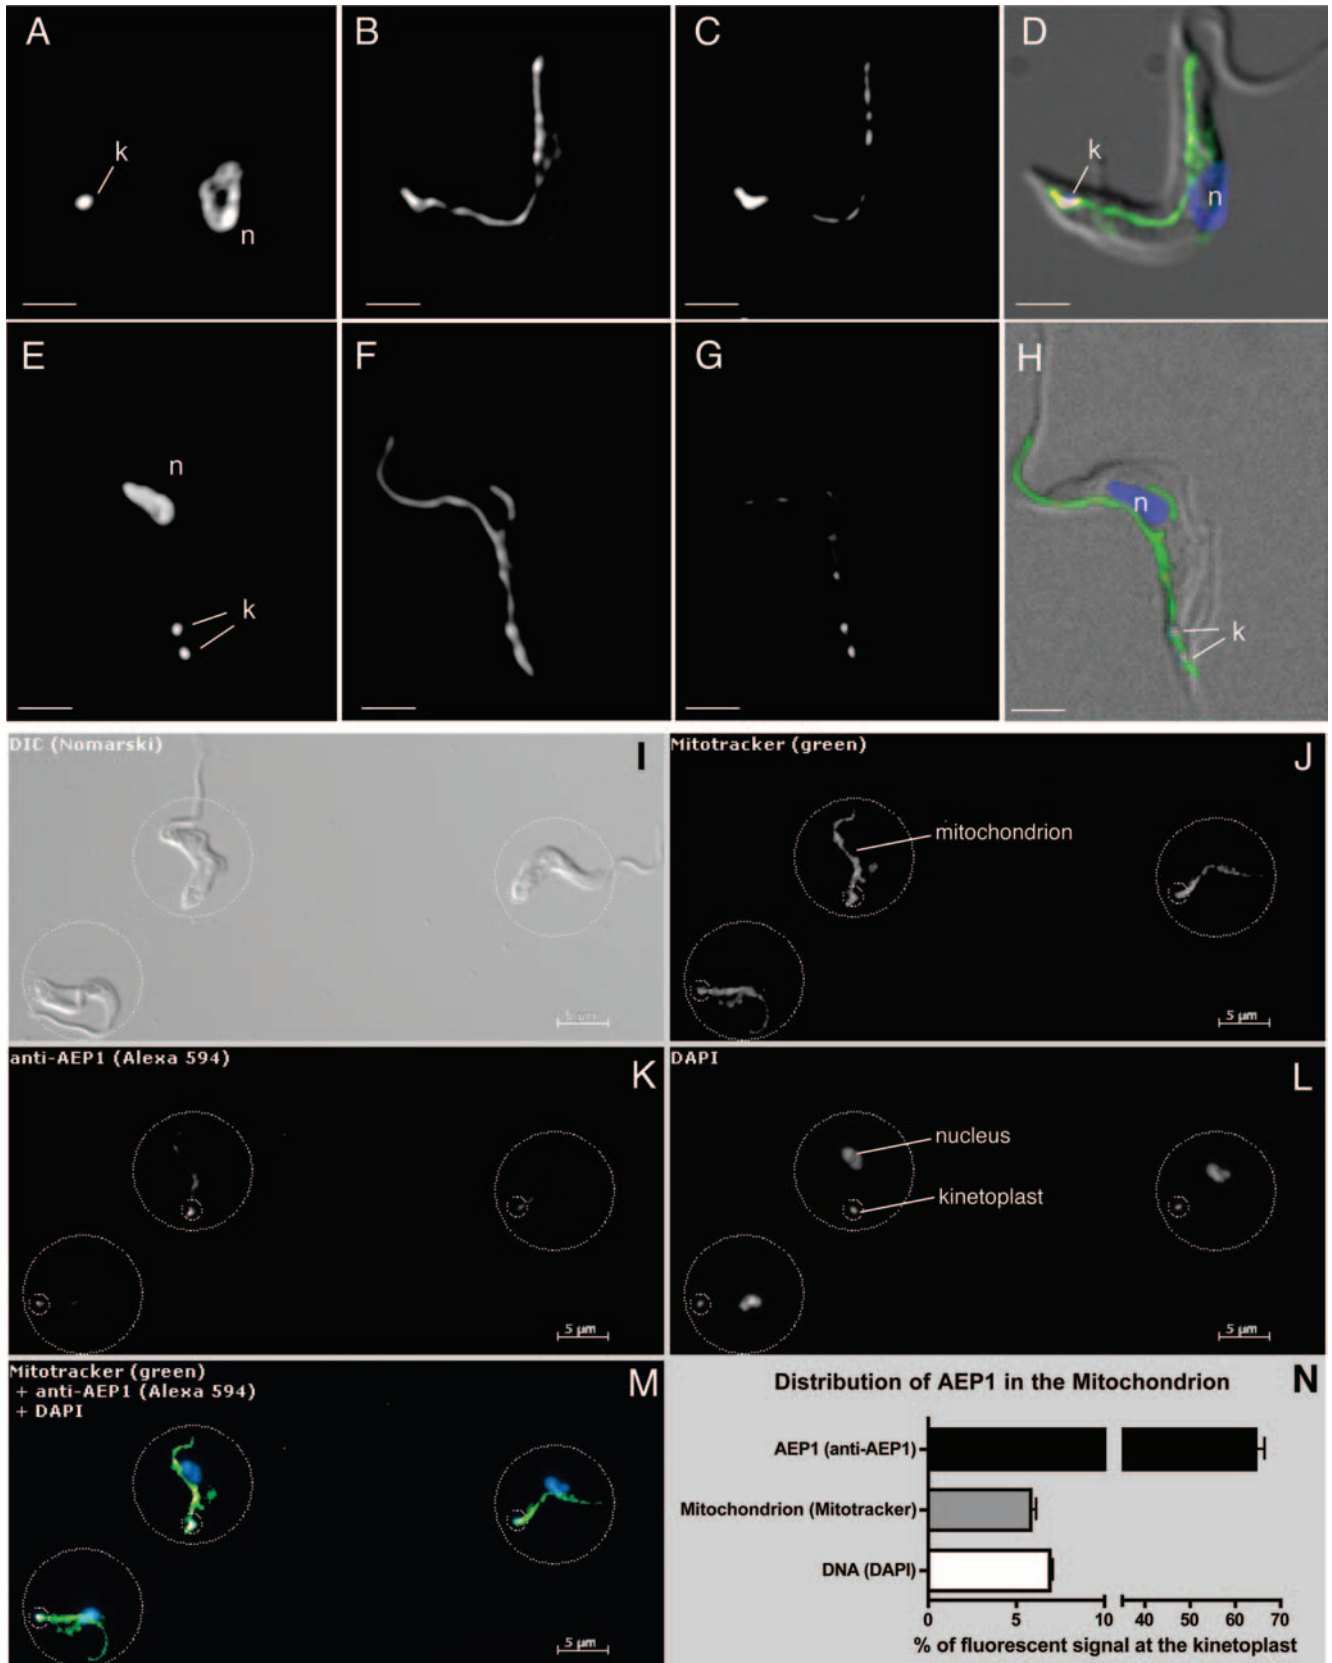 A
k
n
B
C
D
k
n
E
n
k
F
G
H
n
k
DIC (Nomarski)
I
5 µm
Mitotracker (green)
J
mitochondrion
5 µm
anti-AEP1 (Alexa 594)
K
5 µm
DAPI
L
nucleus
kinetoplast
5 µm
Mitotracker (green)
+ anti-AEP1 (Alexa 594)
+ DAPI
M
5 µm
Distribution of AEP1 in the Mitochondrion
N
AEP1 (anti-AEP1)
Mitochondrion (Mitotracker)
DNA (DAPI)
0 5 10 40 50 60 70
% of fluorescent signal at the kinetoplast